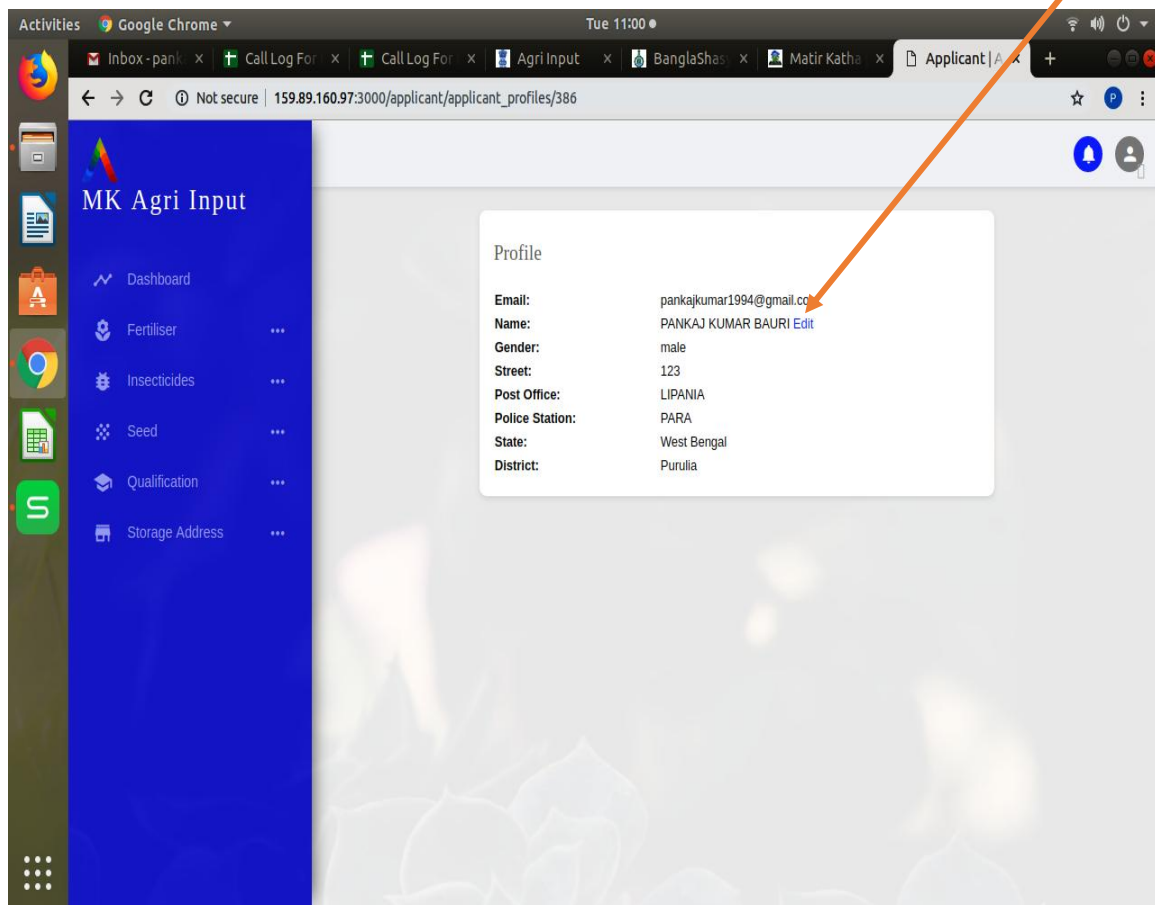 Activities Google Chrome Tue 11:00
Inbox - pank Call Log For Call Log For Agri Input BanglaShas Matir Katha Applicant | A
Not secure 159.89.160.97:3000/applicant/applicant_profiles/386 P
MK Agri Input
Dashboard
Fertiliser
Insecticides
Seed
Qualification
Storage Address
Profile
Email: pankajkumar1994@gmail.co
Name: PANKAJ KUMAR BAURI Edit
Gender: male
Street: 123
Post Office: LIPANIA
Police Station: PARA
State: West Bengal
District: Purulia